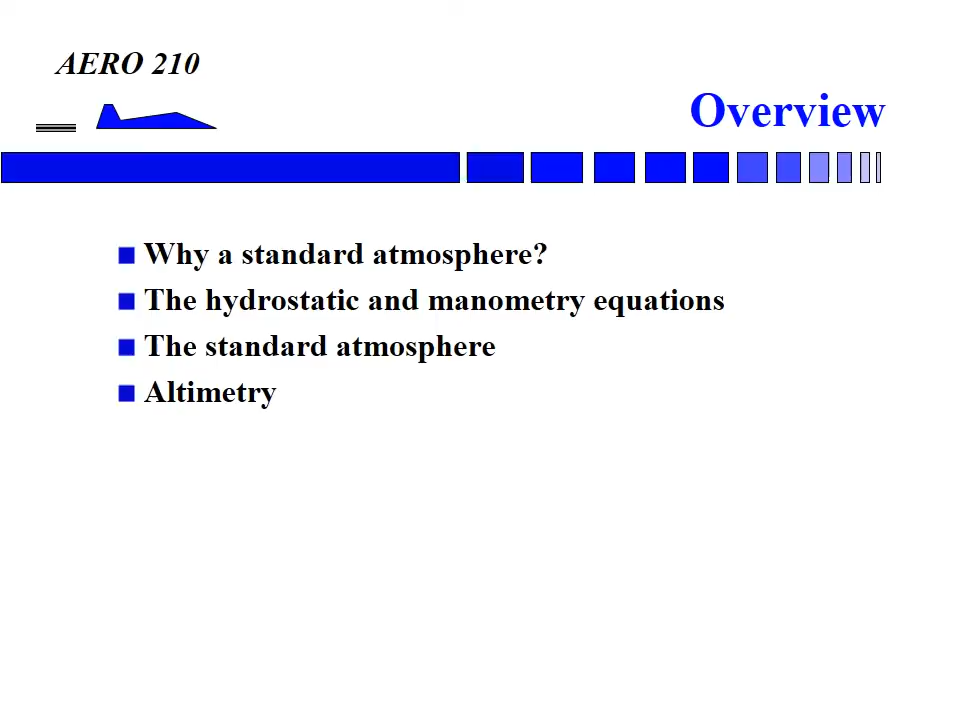 AERO 210
Overview
Why a standard atmosphere?
The hydrostatic and manometry equations
The standard atmosphere
Altimetry